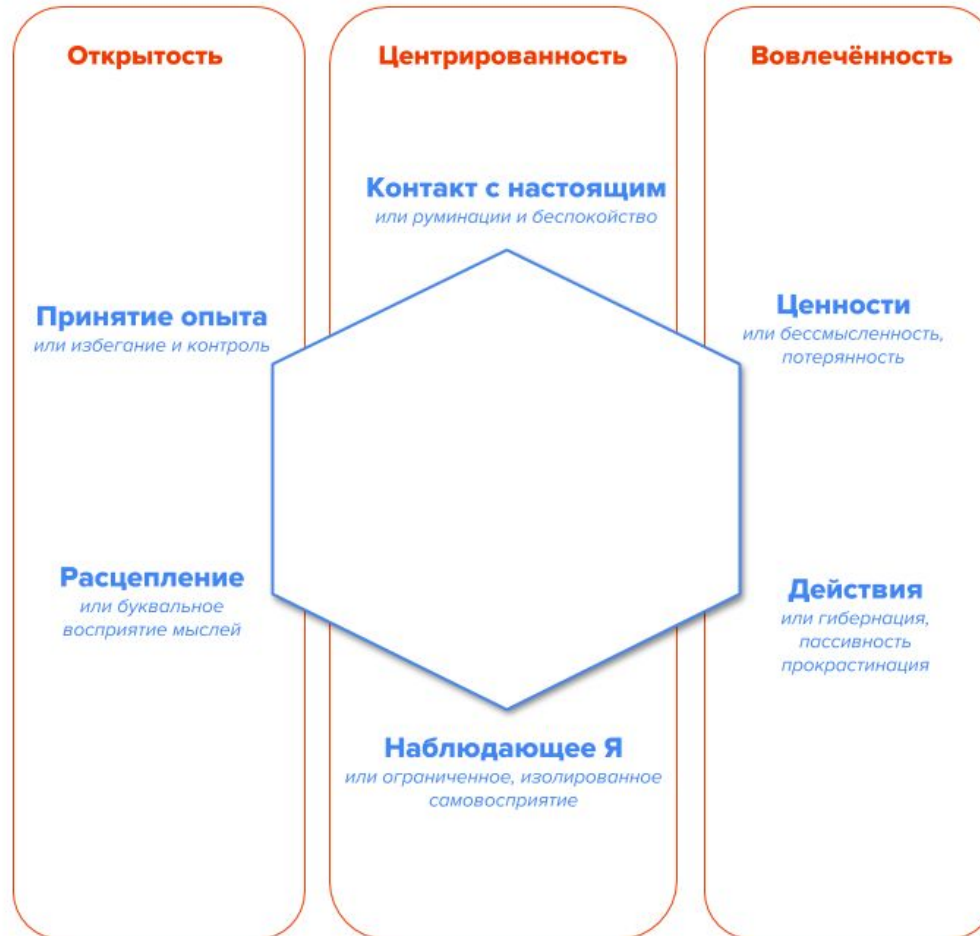 Открытость
Центрированность
Вовлечённость
Контакт с настоящим
или руминации и беспокойство
Принятие опыта
или избегание и контроль
Ценности
или бессмысленность,
потерянность
Расцепление
или буквальное
восприятие мыслей
Действия
или гибернация,
пассивность
прокрастинация
Наблюдающее Я
или ограниченное, изолированное
самовосприятие